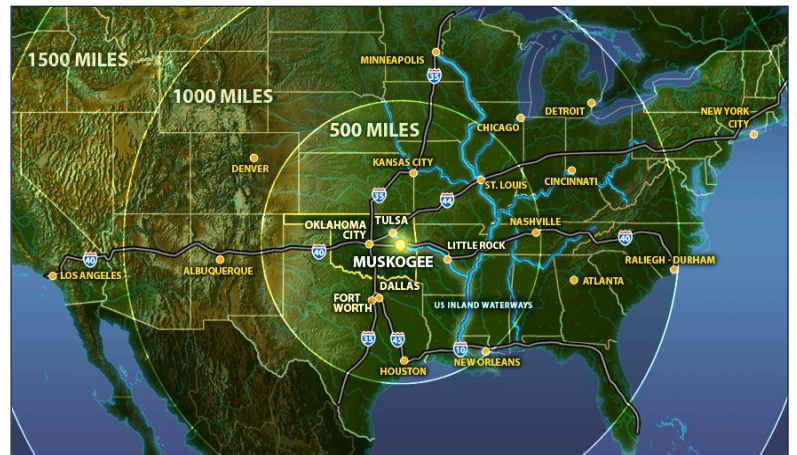 1500 MILES
1000 MILES
500 MILES
MINNEAPOLIS
35
DETROIT
NEW YORK
CITY
CHICAGO
DENVER
KANSAS CITY
35
44
ST. LOUIS
CINCINNATI
OKLAHOMA
CITY
TULSA
NASHVILLE
40
40
40
LITTLE ROCK
MUSKOGEE
RALIEGH - DURHAM
LOS ANGELES
ALBUQUERQUE
ATLANTA
DALLAS
FORT
WORTH
US INLAND WATERWAYS
35
45
10
HOUSTON
NEW ORLEANS